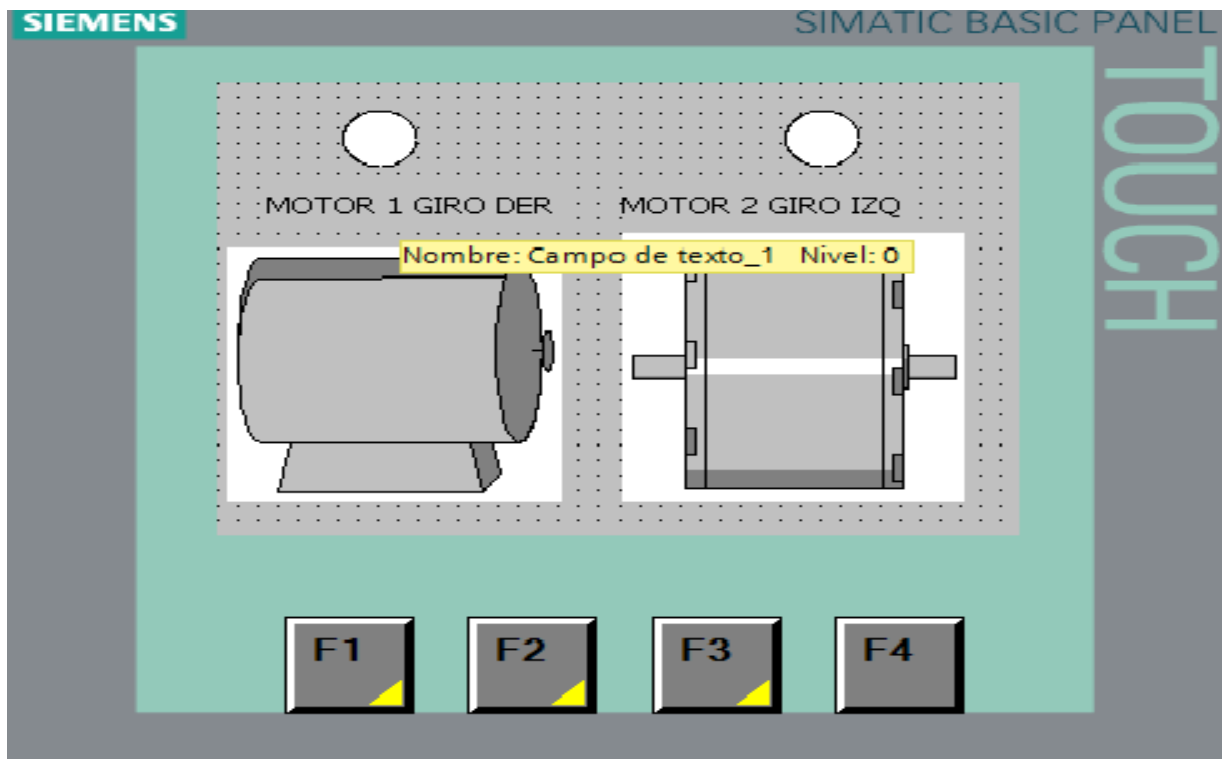 SIEMENS
SIMATIC BASIC PANEL
TOUCH
MOTOR 1 GIRO DER
MOTOR 2 GIRO IZQ
Nombre: Campo de texto_1 Nivel: 0
F1
F2
F3
F4